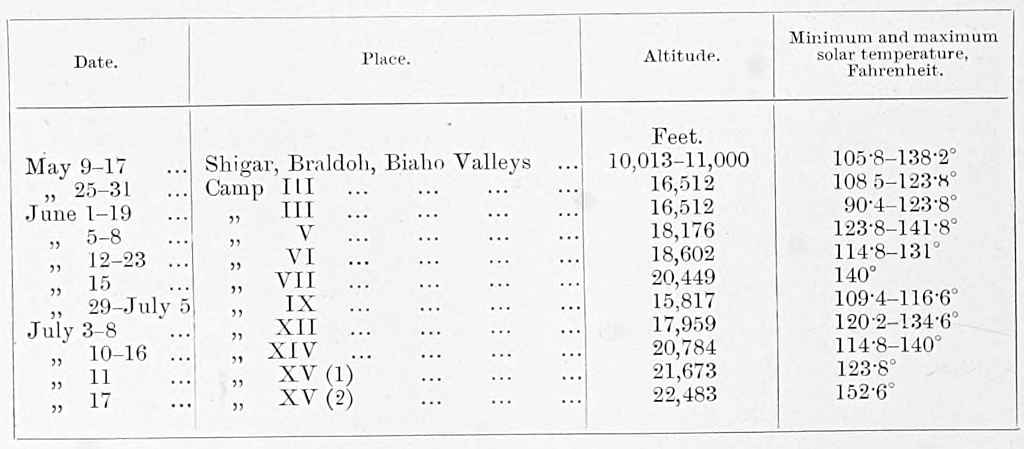 Date. Place. Altitude. Minimum and maximum
solar temperature,
Fahrenheit.
Feet.
May 9–17 ... Shigar, Braldoh, Biaho Valleys ... 10,013–11,000 105·8–138·2°
„ 25–31 ... Camp III ... ... ... ... 16,512 108 5–123·8°
June 1–19 ... „ III ... ... ... ... 16,512 90·4–123·8°
„ 5–8 ... „ V ... ... ... ... 18,176 123·8–141·8°
„ 12–23 ... „ VI ... ... ... ... 18,602 114·8–131°
„ 15 ... „ VII ... ... ... ... 20,449 140°
„ 29–July 5 „ IX ... ... ... ... 15,817 109·4–116·6°
July 3–8 ... „ XII ... ... ... ... 17,959 120·2–134·6°
„ 10–16 ... „ XIV ... ... ... ... 20,784 114·8–140°
„ 11 ... „ XV (1) ... ... ... 21,673 123·8°
„ 17 ... „ XV (2) ... ... ... 22,483 152·6°